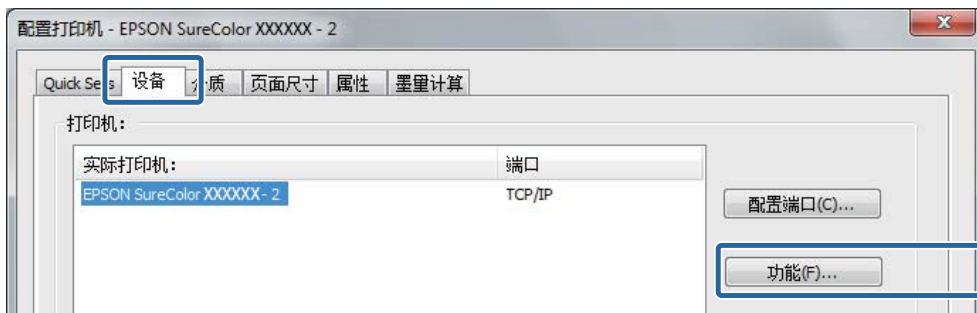 配置打印机 - EPSON SureColor XXXXXX - 2
Quick Sets 设备 介质 页面尺寸 属性 墨量计算
打印机：
实际打印机： 端口
EPSON SureColor XXXXXX - 2 TCP/IP
配置端口(C)...
功能(F)...